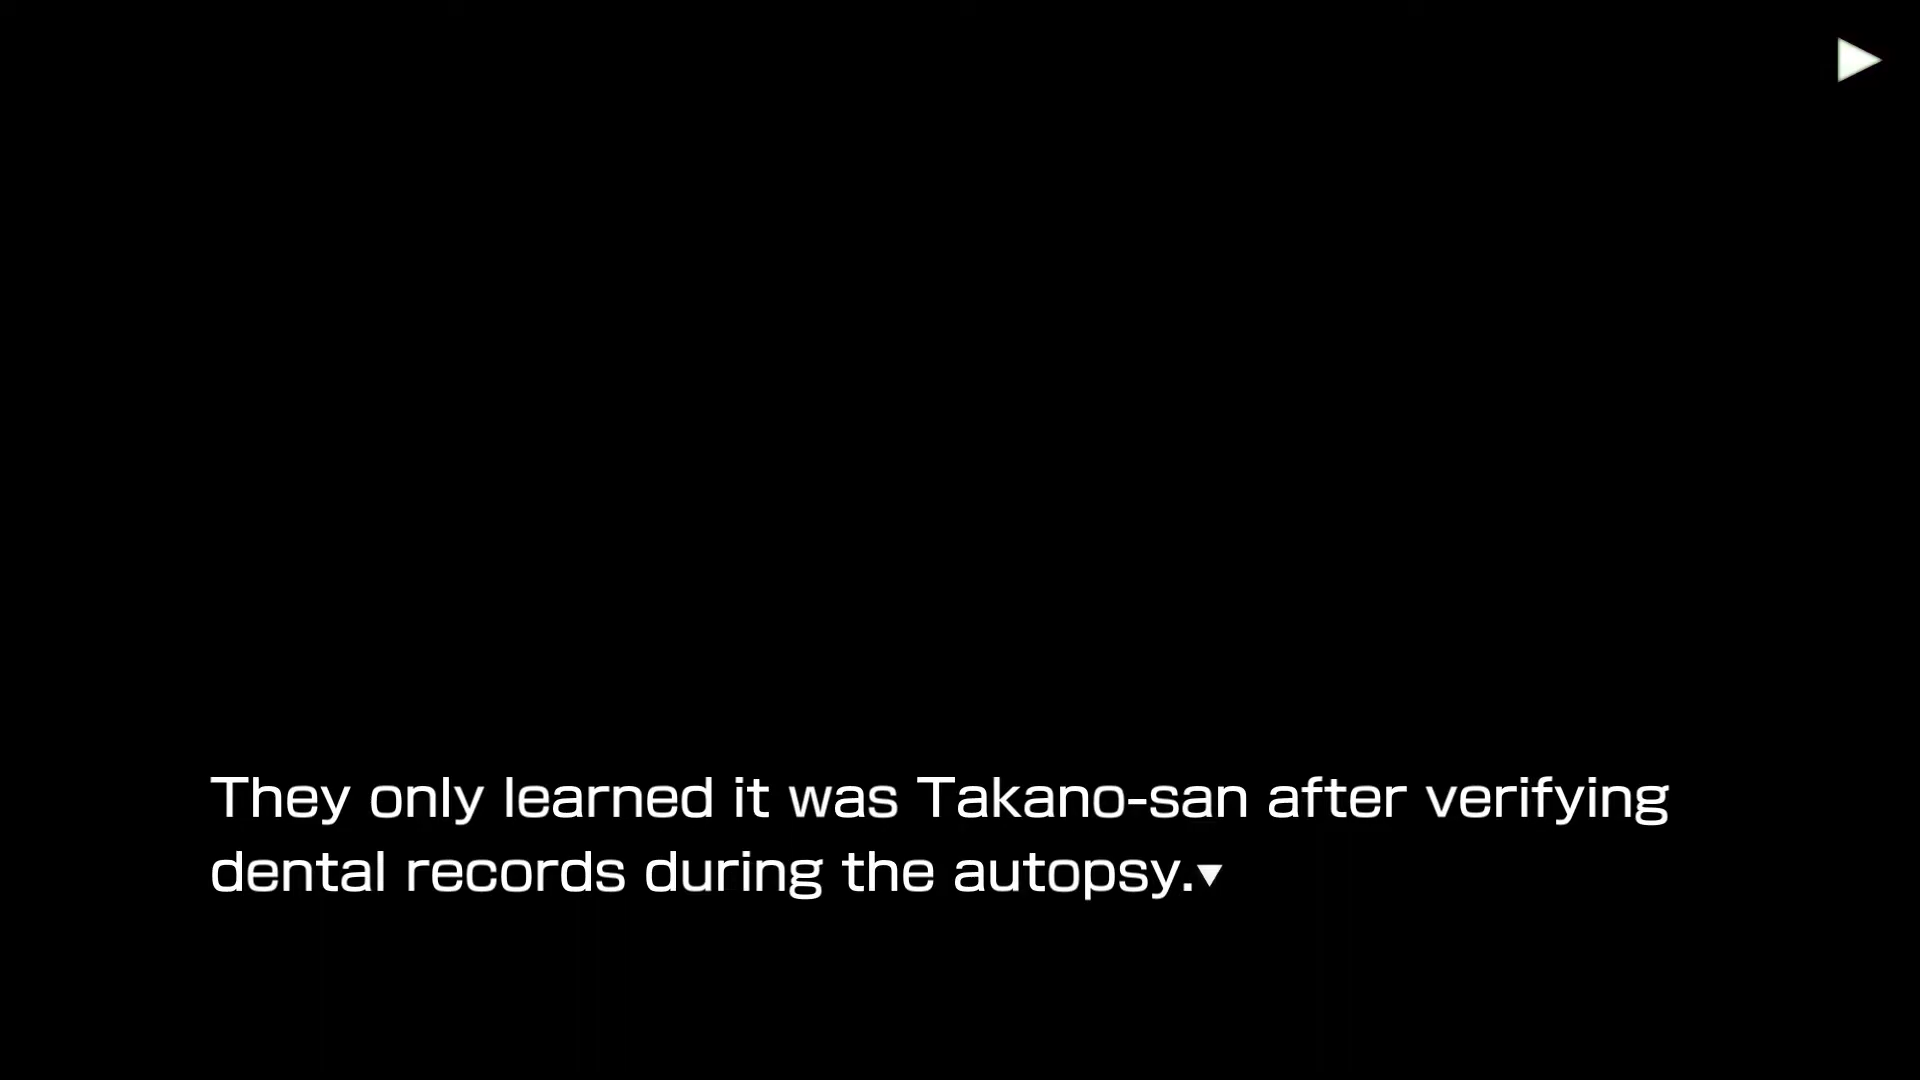 They only learned it was Takano-san after verifying
dental records during the autopsy.